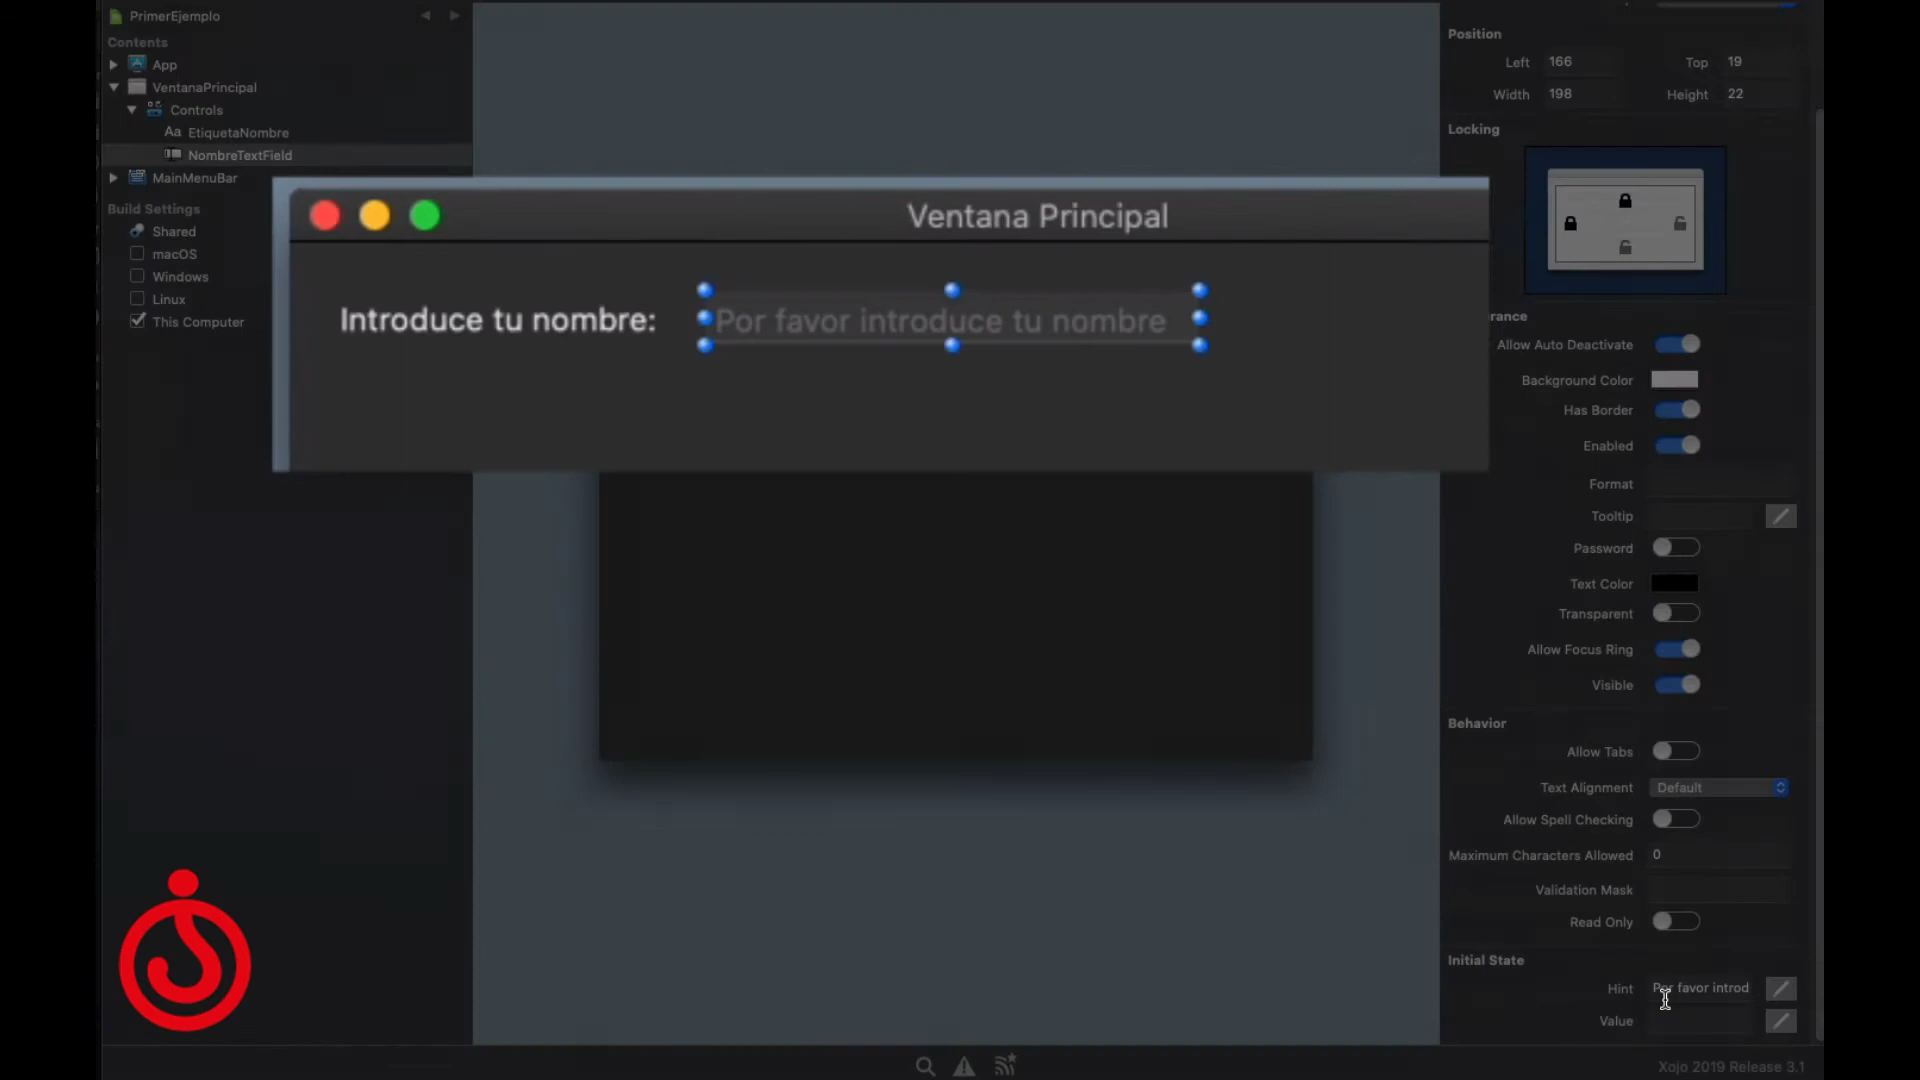 PrimerEjemplo
Contents
App
VentanaPrincipal
Controls
Aa EtiquetaNombre
NombreTextField
MainMenuBar
Build Settings
Shared
macOS
Windows
Linux
This Computer
Ventana Principal
Introduce tu nombre:
Por favor introduce tu nombre
Position
Left 166 Top 19
Width 198 Height 22
Locking
rance
Allow Auto Deactivate
Background Color
Has Border
Enabled
Format
Tooltip
Password
Text Color
Transparent
Allow Focus Ring
Visible
Behavior
Allow Tabs
Text Alignment Default
Allow Spell Checking
Maximum Characters Allowed 0
Validation Mask
Read Only
Initial State
Hint Por favor introd
Value
Xojo 2019 Release 3.1